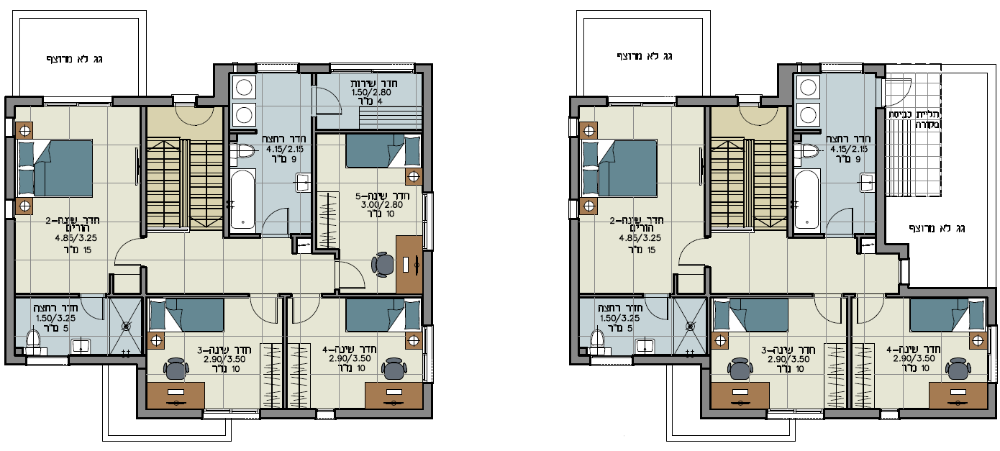 גג לא מרוצף
חדר שירות
1.50/2.80
4 מ"ר
חדר רחצה
4.15/2.15
9 מ"ר
חדר שינה-5
3.00/2.80
10 מ"ר
חדר שינה-2
הורים
4.85/3.25
15 מ"ר
חדר רחצה
1.50/3.25
5 מ"ר
חדר שינה-3
2.90/3.50
10 מ"ר
חדר שינה-4
2.90/3.50
10 מ"ר
גג לא מרוצף
תליית כביסה
מקורה
חדר רחצה
4.15/2.15
9 מ"ר
גג לא מרוצף
חדר שינה-2
הורים
4.85/3.25
15 מ"ר
חדר רחצה
1.50/3.25
5 מ"ר
חדר שינה-3
2.90/3.50
10 מ"ר
חדר שינה-4
2.90/3.50
10 מ"ר